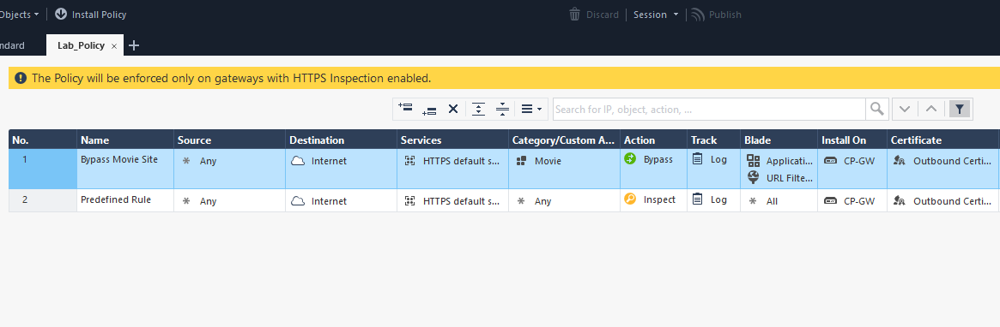 Objects Install Policy Discard Session Publish
ndard Lab_Policy × +
The Policy will be enforced only on gateways with HTTPS Inspection enabled.
Search for IP, object, action, ...
No. Name Source Destination Services Category/Custom A... Action Track Blade Install On Certificate
1 Bypass Movie Site Any Internet HTTPS default s... Movie Bypass Log Applicati... CP-GW Outbound Certi...
URL Filte...
2 Predefined Rule Any Internet HTTPS default s... Any Inspect Log All CP-GW Outbound Certi...